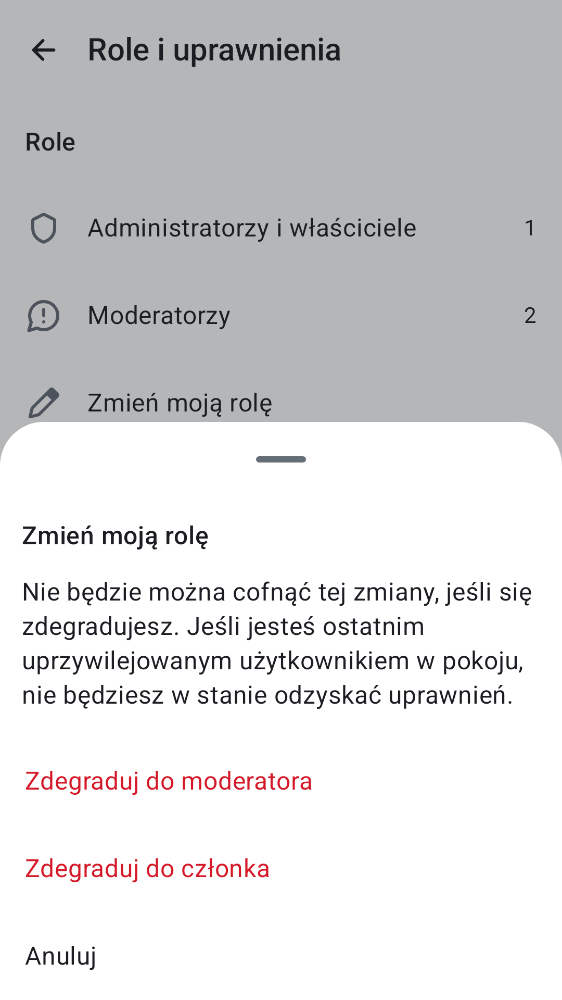 Role i uprawnienia
Role
Administratorzy i właściciele 1
Moderatorzy 2
Zmień moją rolę
Zmień moją rolę
Nie będzie można cofnąć tej zmiany, jeśli się
zdegradujesz. Jeśli jesteś ostatnim
uprzywilejowanym użytkownikiem w pokoju,
nie będziesz w stanie odzyskać uprawnień.
Zdegraduj do moderatora
Zdegraduj do członka
Anuluj